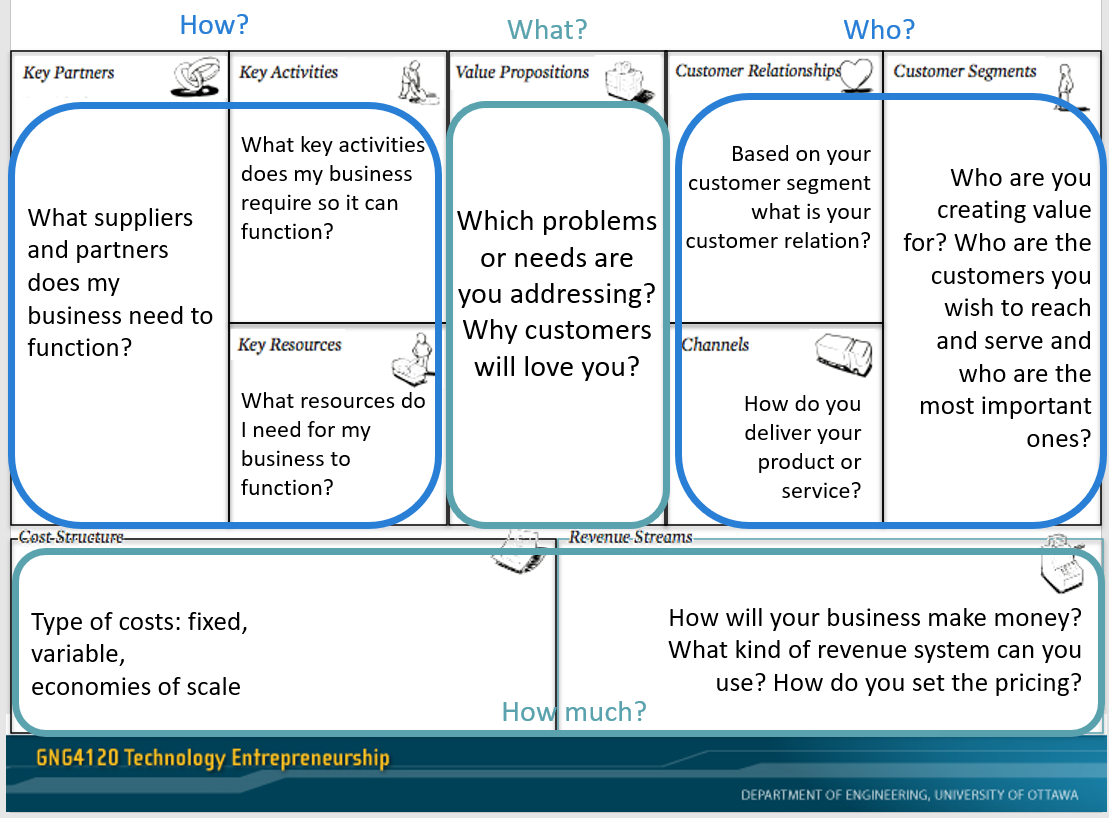 How?
What?
Who?
Key Partners
What suppliers
and partners
does my
business need to
function?
Key Activities
What key activities
does my business
require so it can
function?
Key Resources
What resources do
I need for my
business to
function?
Value Propositions
Which problems
or needs are
you addressing?
Why customers
will love you?
Customer Relationships
Based on your
customer segment
what is your
customer relation?
Channels
How do you
deliver your
product or
service?
Customer Segments
Who are you
creating value
for? Who are the
customers you
wish to reach
and serve and
who are the
most important
ones?
Cost Structure
Type of costs: fixed,
variable,
economies of scale
Revenue Streams
How will your business make money?
What kind of revenue system can you
use? How do you set the pricing?
How much?
GNG4120 Technology Entrepreneurship
DEPARTMENT OF ENGINEERING, UNIVERSITY OF OTTAWA